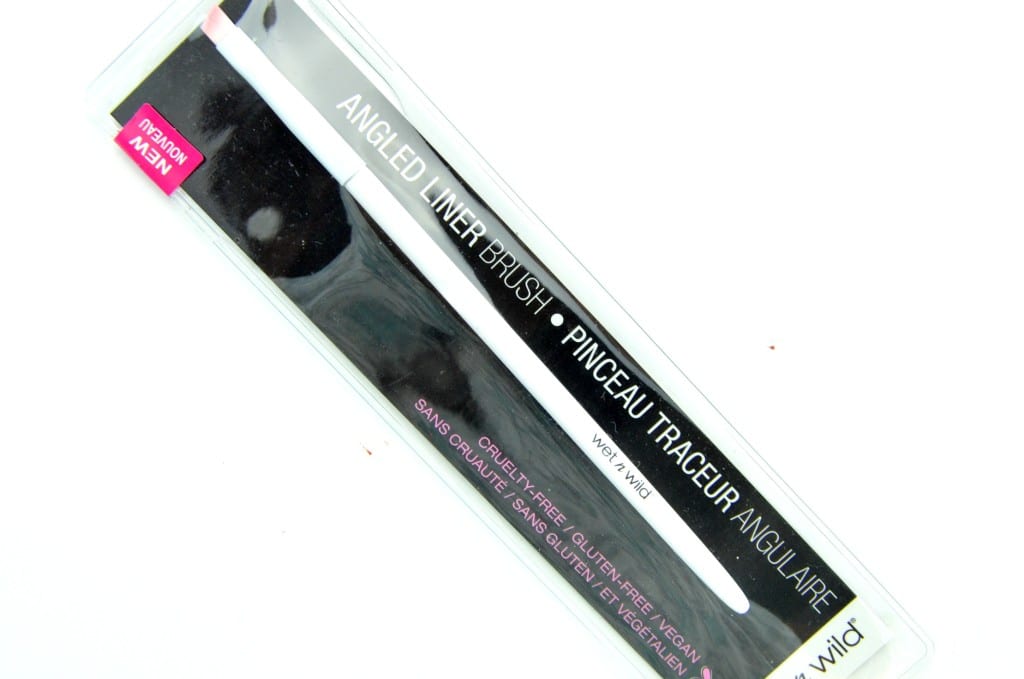 NEW
NOUVEAU
ANGLED LINER BRUSH • PINCEAU TRACEUR ANGULAIRE
wet n wild
CRUELTY-FREE / GLUTEN-FREE / VEGAN
SANS CRUAUTÉ / SANS GLUTEN / ET VÉGÉTALIEN
n wild®